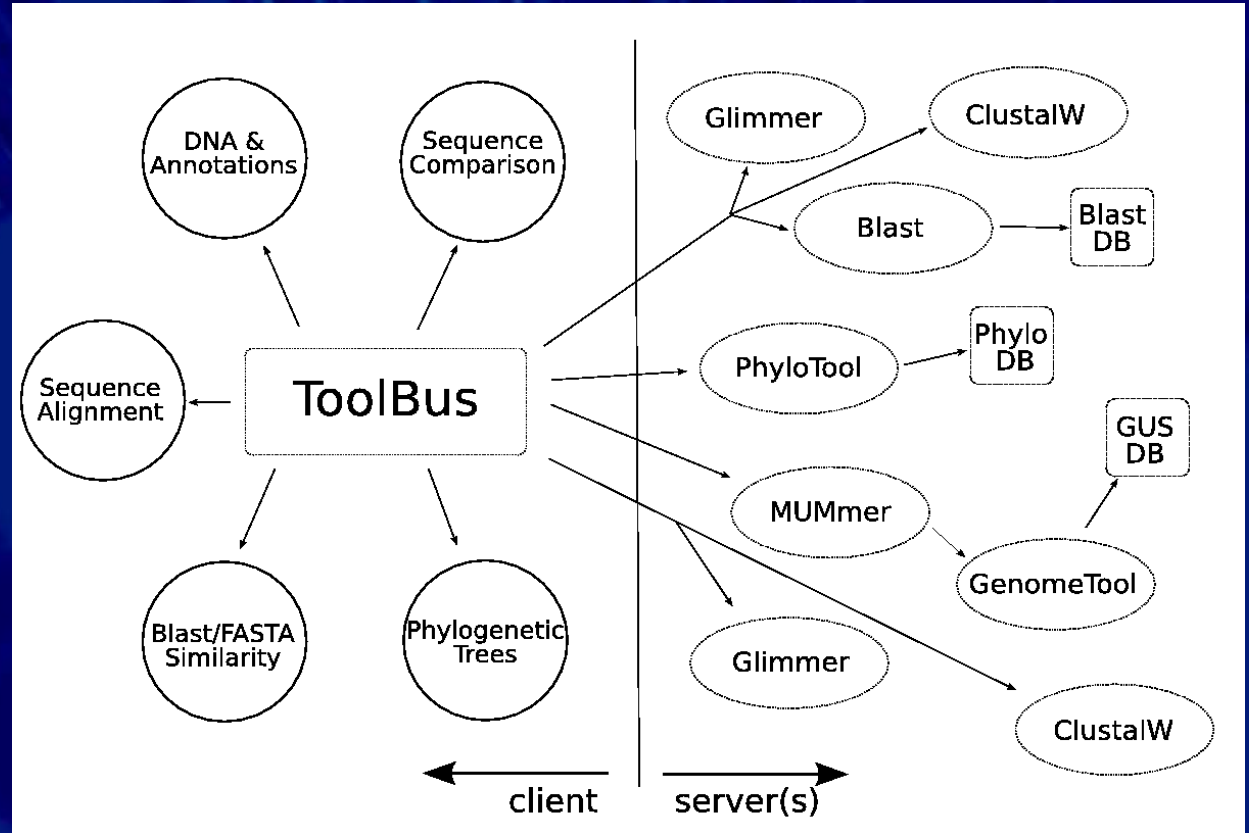 DNA &
Annotations
Sequence
Comparison
Glimmer
ClustalW
Blast
Blast
DB
Sequence
Alignment
ToolBus
PhyloTool
Phylo
DB
GUS
DB
MUMmer
GenomeTool
Blast/FASTA
Similarity
Phylogenetic
Trees
Glimmer
ClustalW
client
server(s)